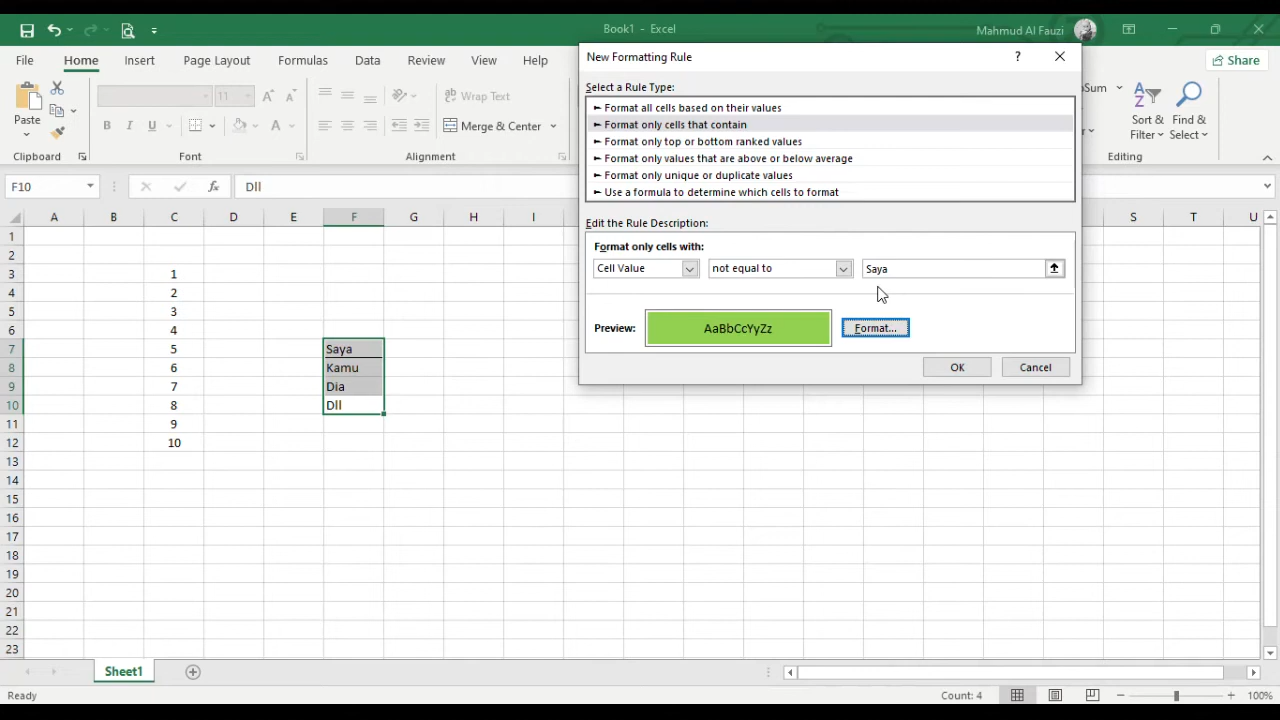 Book1 - Excel
Mahmud Al Fauzi
File Home Insert Page Layout Formulas Data Review View Help
Share
Paste
Wrap Text
Merge & Center
11
B I U
Sum
Sort & Filter
Find & Select
Clipboard Font Alignment Editing
F10 fx Dll
A B C D E F G H I S T U
1
2
3 1
4 2
5 3
6 4
7 5 Saya
8 6 Kamu
9 7 Dia
10 8 Dll
11 9
12 10
13
14
15
16
17
18
19
20
21
22
23
New Formatting Rule
?
Select a Rule Type:
► Format all cells based on their values
► Format only cells that contain
► Format only top or bottom ranked values
► Format only values that are above or below average
► Format only unique or duplicate values
► Use a formula to determine which cells to format
Edit the Rule Description:
Format only cells with:
Cell Value not equal to Saya
Preview: AaBbCcYyZz Format...
OK Cancel
Sheet1
Ready Count: 4 100%